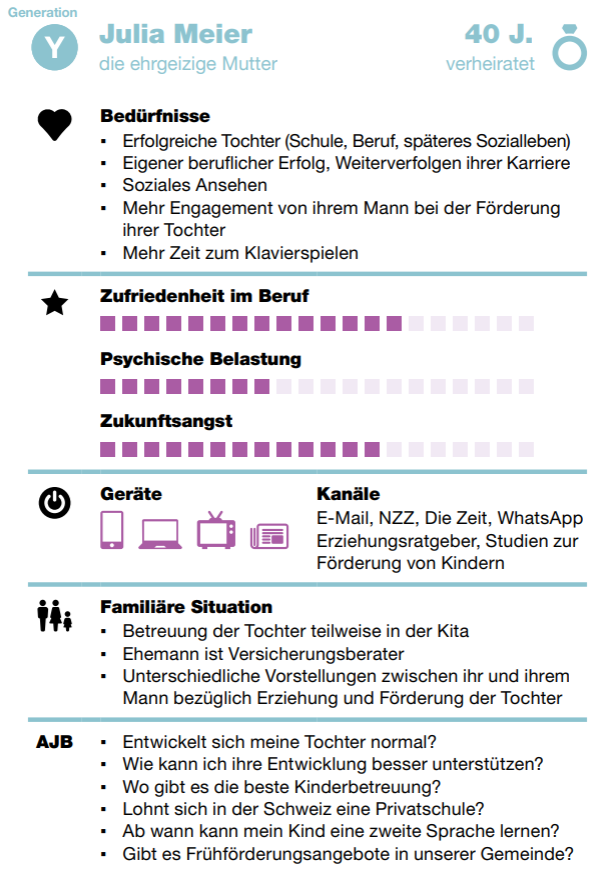 Generation
Y
Julia Meier
40 J.
die ehrgeizige Mutter
verheiratet
Bedürfnisse
▪ Erfolgreiche Tochter (Schule, Beruf, späteres Sozialleben)
▪ Eigener beruflicher Erfolg, Weiterverfolgen ihrer Karriere
▪ Soziales Ansehen
▪ Mehr Engagement von ihrem Mann bei der Förderung
ihrer Tochter
▪ Mehr Zeit zum Klavierspielen
Zufriedenheit im Beruf
Psychische Belastung
Zukunftsangst
Geräte
Kanäle
E-Mail, NZZ, Die Zeit, WhatsApp
Erziehungsratgeber, Studien zur
Förderung von Kindern
Familiäre Situation
▪ Betreuung der Tochter teilweise in der Kita
▪ Ehemann ist Versicherungsberater
▪ Unterschiedliche Vorstellungen zwischen ihr und ihrem
Mann bezüglich Erziehung und Förderung der Tochter
AJB
▪ Entwickelt sich meine Tochter normal?
▪ Wie kann ich ihre Entwicklung besser unterstützen?
▪ Wo gibt es die beste Kinderbetreuung?
▪ Lohnt sich in der Schweiz eine Privatschule?
▪ Ab wann kann mein Kind eine zweite Sprache lernen?
▪ Gibt es Frühförderungsangebote in unserer Gemeinde?